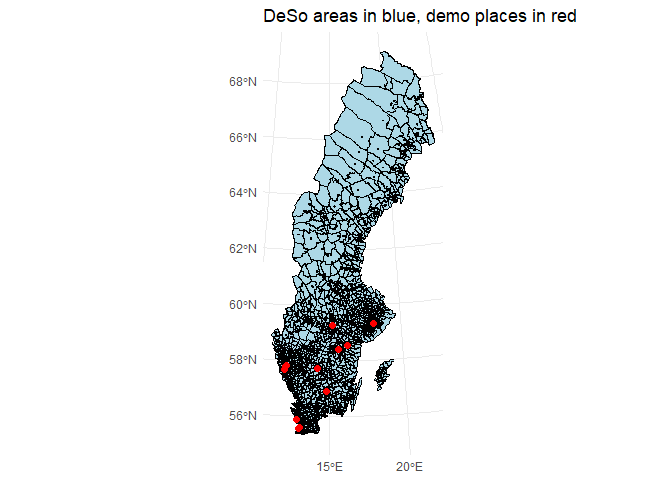 DeSo areas in blue, demo places in red
68°N
66°N
64°N
62°N
60°N
58°N
56°N
15°E
20°E